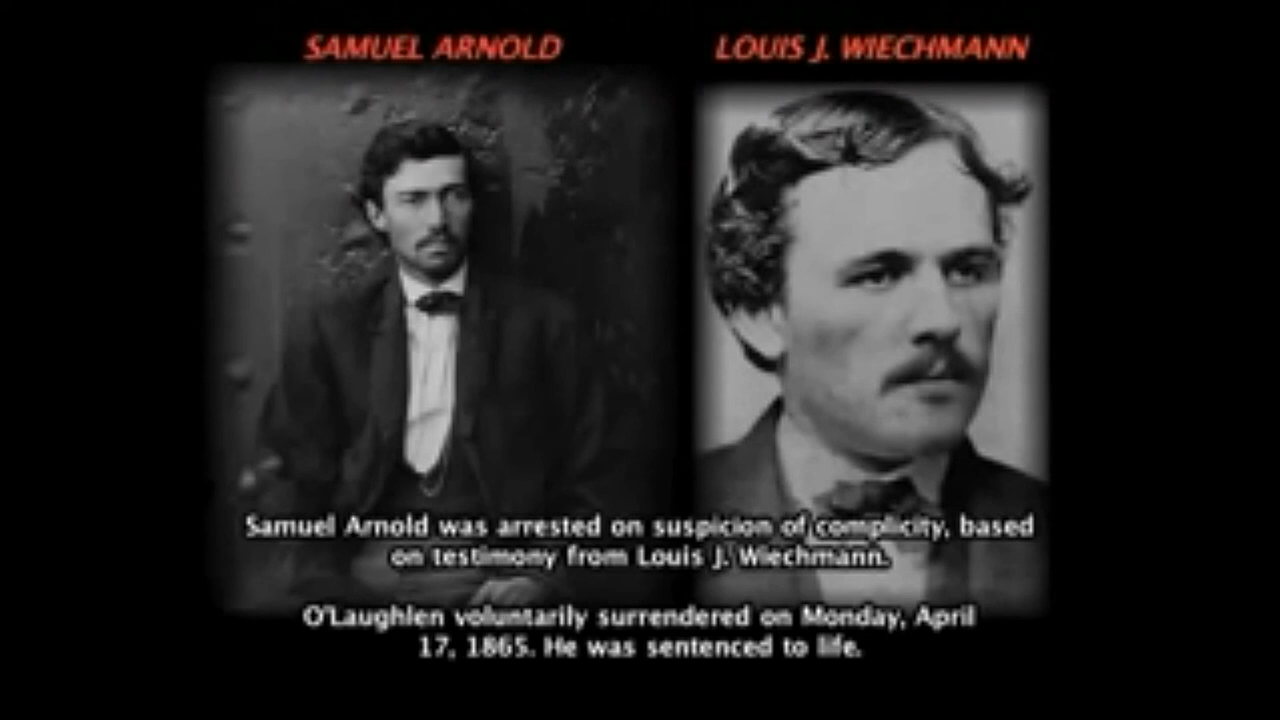 SAMUEL ARNOLD
LOUIS J. WIECHMANN
Samuel Arnold was arrested on suspicion of complicity, based
on testimony from Louis J. Wiechmann.
O'Laughlen voluntarily surrendered on Monday, April
17, 1865. He was sentenced to life.